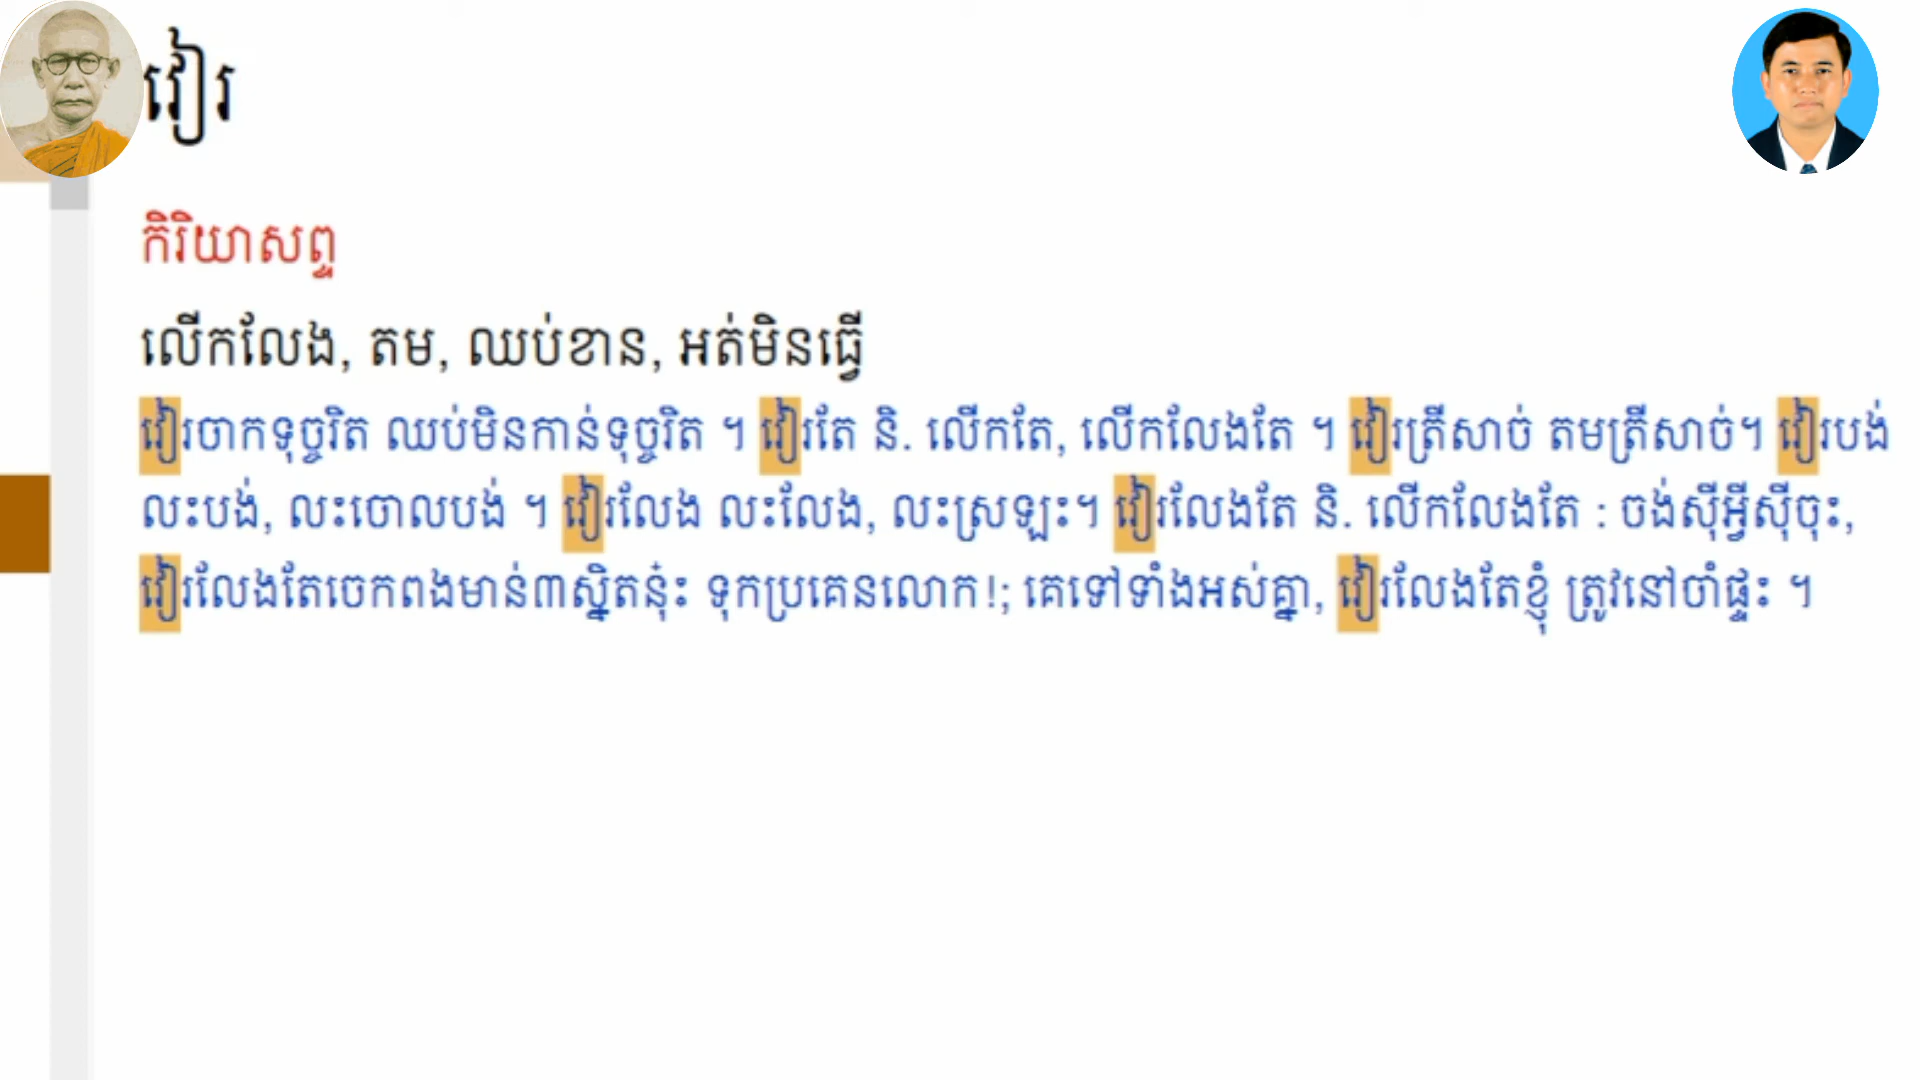 វៀរ
កិរិយាសព្ទ
លើកលែង, តម, ឈប់ខាន, អត់មិនធ្វើ
វៀរចាកទុច្ចរិត ឈប់មិនកាន់ទុច្ចរិត ។ វៀរតែ និ. លើកតែ, លើកលែងតែ ។ វៀរត្រីសាច់ តមត្រីសាច់។ វៀរបង់
លះបង់, លះចោលបង់ ។ វៀរលែង លះលែង, លះស្រឡះ។ វៀរលែងតែ និ. លើកលែងតែ : ចង់ស៊ីអ្វីស៊ីចុះ,
វៀរលែងតែចេកពងមាន់៣ស្និតនុ៎ះ ទុកប្រគេនលោក!; គេទៅទាំងអស់គ្នា, វៀរលែងតែខ្ញុំ ត្រូវនៅចាំផ្ទះ ។